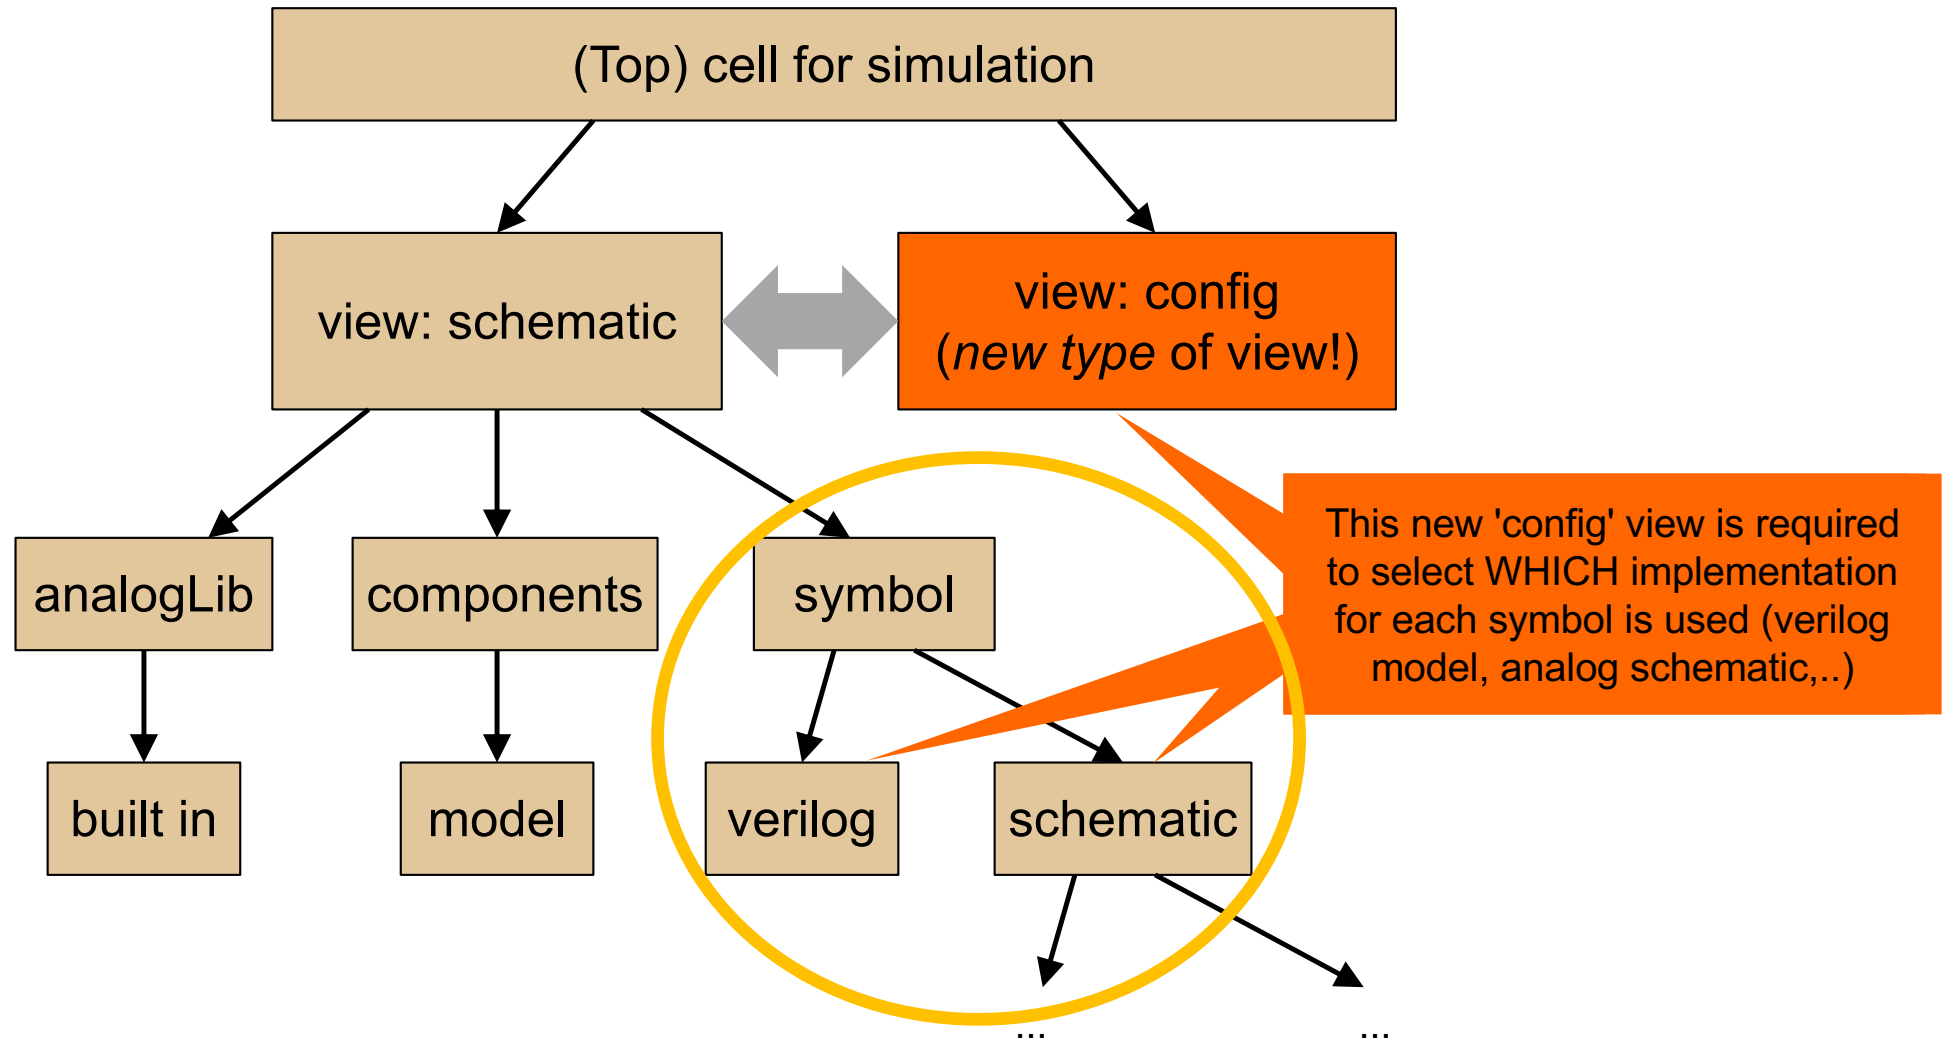 (Top) cell for simulation
view: schematic
view: config
(new type of view!)
This new 'config' view is required
to select WHICH implementation
for each symbol is used (verilog
model, analog schematic,..)
analogLib
components
symbol
built in
model
verilog
schematic
...
...